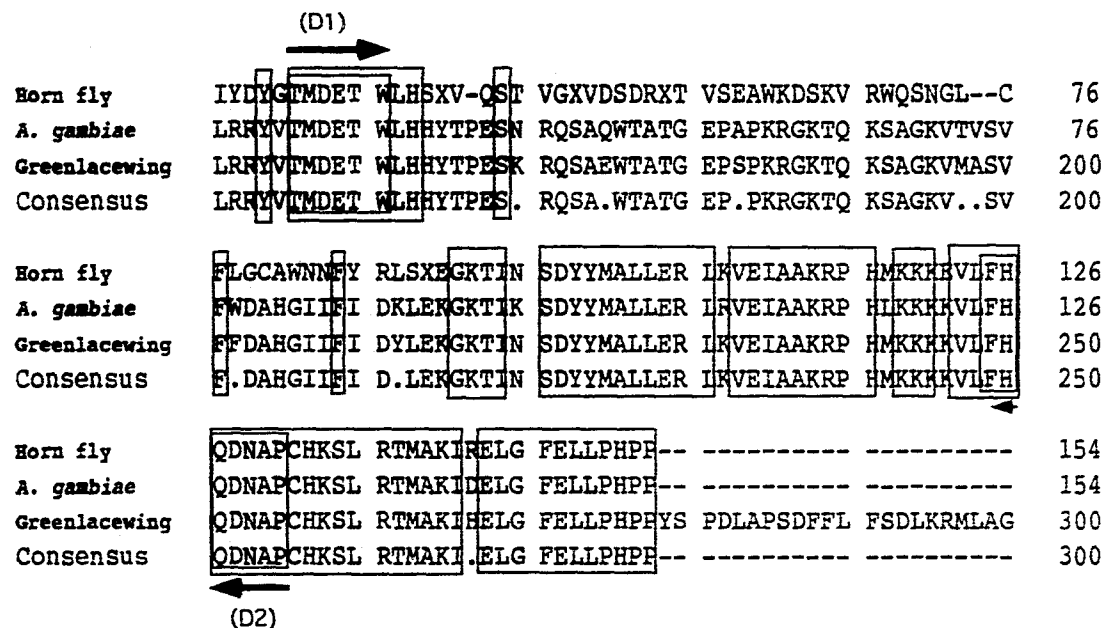 (D1)
Horn fly IYDYGTMDET WLHSXV-QST VGXVDSDRXT VSEAWKDSKV RWQSNGL--C 76
A. gambiae LRRYVTMDET WLHHYTPESN RQSAQWTATG EPAPKRGKTQ KSAGKVTVSV 76
Greenlacewing LRRYVTMDET WLHHYTPESK RQSAEWTATG EPSPKRGKTQ KSAGKVMASV 200
Consensus LRRYVTMDET WLHHYTPES. RQSA.WTATG EP.PKRGKTQ KSAGKV..SV 200
Horn fly FLGCAWNNFY RLSXEGKTIN SDYYMALLER LKVEIAAKRP HMKKKKVLFH 126
A. gambiae FWDAHGIIFI DKLEKGKTIK SDYYMALLER LRVEIAAKRP HLKKKKVLFH 126
Greenlacewing FFDAHGIIFI DYLEKGKTIN SDYYMALLER LKVEIAAKRP HMKKKKVLFH 250
Consensus F.DAHGIIFI D.LEKGKTIN SDYYMALLER LKVEIAAKRP HMKKKKVLFH 250
Horn fly QDNAPCHKSL RTMAKIRELG FELLPHPP-- ---------- ---------- 154
A. gambiae QDNAPCHKSL RTMAKIDELG FELLPHPP-- ---------- ---------- 154
Greenlacewing QDNAPCHKSL RTMAKIHELG FELLPHPPYS PDLAPSDFFL FSDLKRMLAG 300
Consensus QDNAPCHKSL RTMAKI.ELG FELLPHPP-- ---------- ---------- 300
(D2)